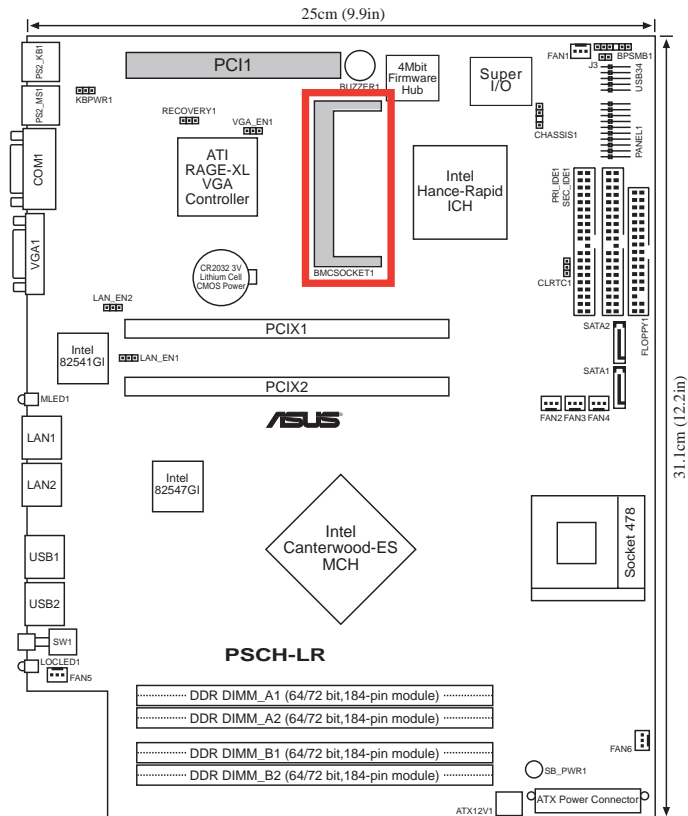 25cm (9.9in)
PS2_KB1
PCI1
BUZZER1
4Mbit
Firmware
Hub
Super
I/O
FAN1
BPSMB1
J3
USB34
KBPWR1
PS2_MS1
RECOVERY1
VGA_EN1
CHASSIS1
PANEL1
COM1
ATI
RAGE-XL
VGA
Controller
Intel
Hance-Rapid
ICH
PRI_IDE1
SEC_IDE1
VGA1
CR2032 3V
Lithium Cell
CMOS Power
BMCSOCKET1
CLRTC1
LAN_EN2
PCIX1
SATA2
FLOPPY1
Intel
82541GI
LAN_EN1
SATA1
PCIX2
MLED1
ASUS
FAN2
FAN3
FAN4
31.1cm (12.2in)
LAN1
LAN2
Intel
82547GI
Intel
Canterwood-ES
MCH
Socket 478
USB1
USB2
SW1
PSCH-LR
LOCLED1
FAN5
DDR DIMM_A1 (64/72 bit,184-pin module)
DDR DIMM_A2 (64/72 bit,184-pin module)
DDR DIMM_B1 (64/72 bit,184-pin module)
DDR DIMM_B2 (64/72 bit,184-pin module)
FAN6
SB_PWR1
ATX12V1
ATX Power Connector